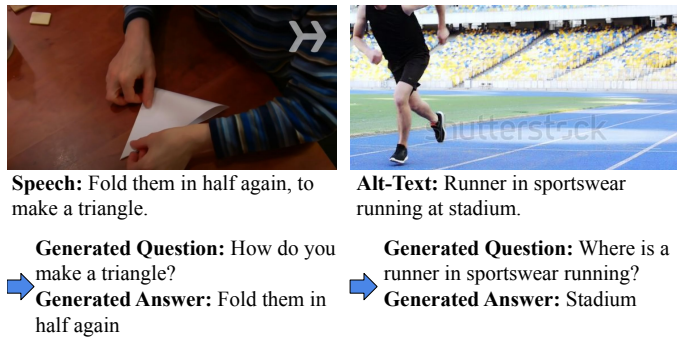 Speech: Fold them in half again, to
make a triangle.
Generated Question: How do you
make a triangle?
Generated Answer: Fold them in
half again
utterstock
Alt-Text: Runner in sportswear
running at stadium.
Generated Question: Where is a
runner in sportswear running?
Generated Answer: Stadium